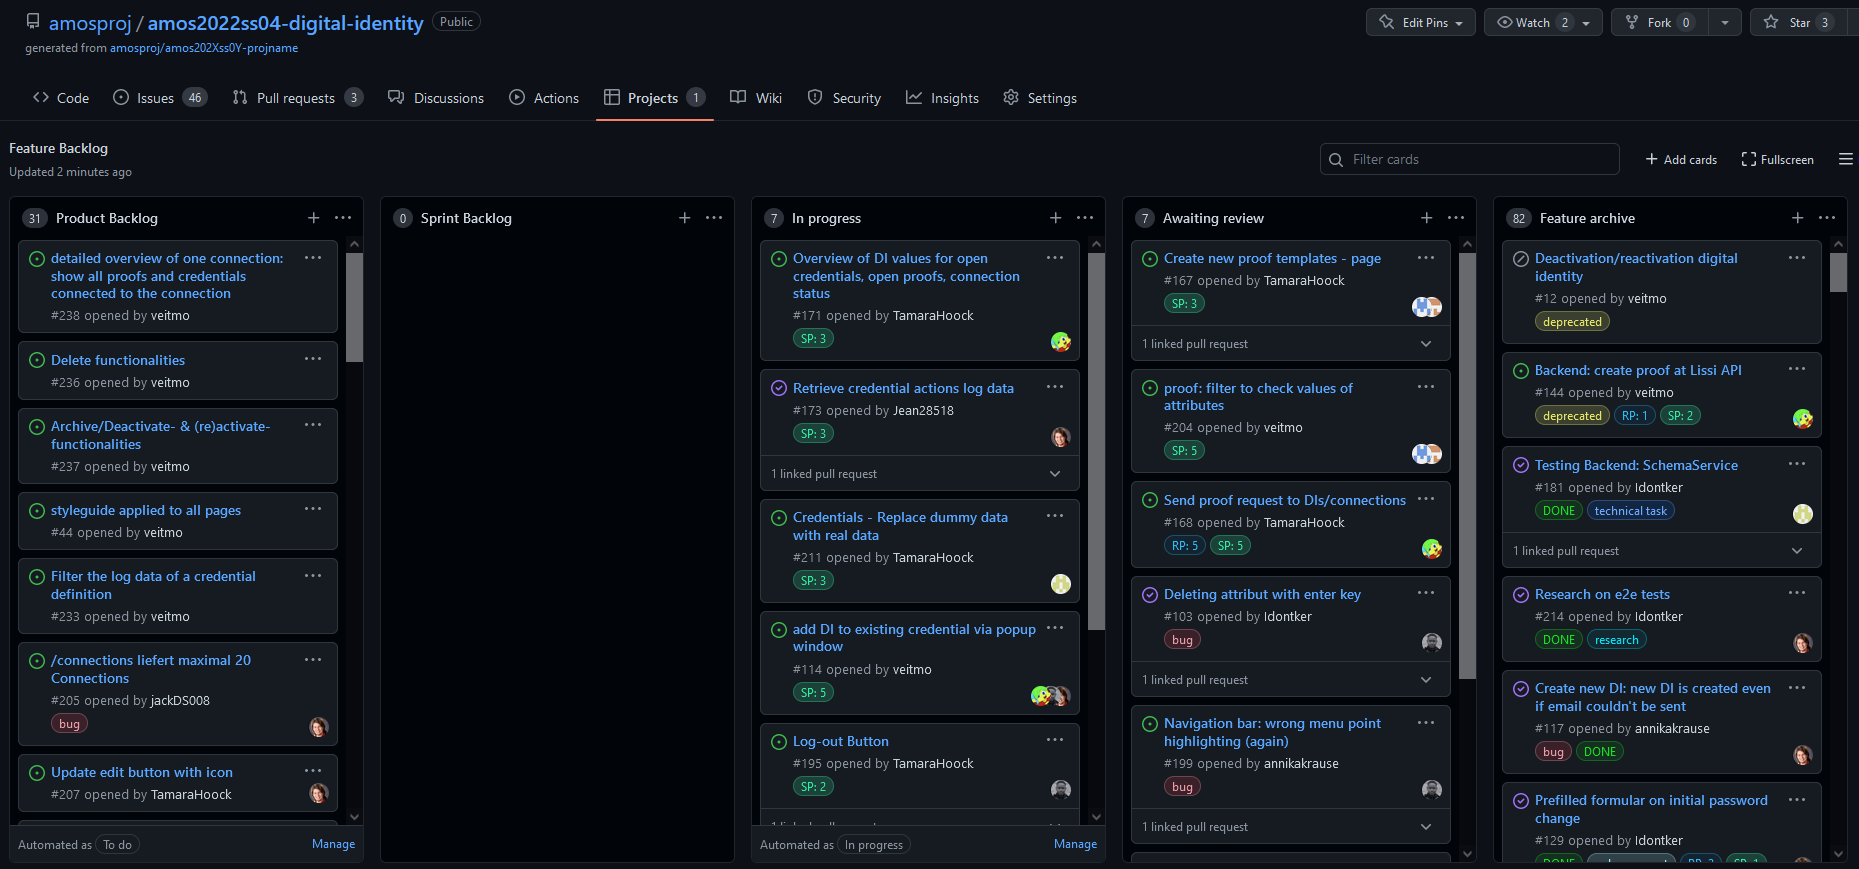 amosproj / amos2022ss04-digital-identity Public
Edit Pins Watch 2 Fork 0 Star 3
generated from amosproj/amos202Xss0Y-projname
Code Issues 46 Pull requests 3 Discussions Actions Projects 1 Wiki Security Insights Settings
Feature Backlog
Updated 2 minutes ago
Filter cards
Add cards Fullscreen
31 Product Backlog
detailed overview of one connection:
show all proofs and credentials
connected to the connection
#238 opened by veitmo
Delete functionalities
#236 opened by veitmo
Archive/Deactivate- & (re)activate-
functionalities
#237 opened by veitmo
styleguide applied to all pages
#44 opened by veitmo
Filter the log data of a credential
definition
#233 opened by veitmo
/connections liefert maximal 20
Connections
#205 opened by jackDS008
bug
Update edit button with icon
#207 opened by TamaraHoock
Automated as To do Manage
0 Sprint Backlog
7 In progress
Overview of DI values for open
credentials, open proofs, connection
status
#171 opened by TamaraHoock
SP: 3
Retrieve credential actions log data
#173 opened by Jean28518
SP: 3
1 linked pull request
Credentials - Replace dummy data
with real data
#211 opened by TamaraHoock
SP: 3
add DI to existing credential via popup
window
#114 opened by veitmo
SP: 5
Log-out Button
#195 opened by TamaraHoock
SP: 2
1 linked pull request
Automated as In progress Manage
7 Awaiting review
Create new proof templates - page
#167 opened by TamaraHoock
SP: 3
1 linked pull request
proof: filter to check values of
attributes
#204 opened by veitmo
SP: 5
Send proof request to DIs/connections
#168 opened by TamaraHoock
RP: 5 SP: 5
Deleting attribut with enter key
#103 opened by Idontker
bug
1 linked pull request
Navigation bar: wrong menu point
highlighting (again)
#199 opened by annikakrause
bug
1 linked pull request
82 Feature archive
Deactivation/reactivation digital
identity
#12 opened by veitmo
deprecated
Backend: create proof at Lissi API
#144 opened by veitmo
deprecated RP: 1 SP: 2
Testing Backend: SchemaService
#181 opened by Idontker
DONE technical task
1 linked pull request
Research on e2e tests
#214 opened by Idontker
DONE research
Create new DI: new DI is created even
if email couldn't be sent
#117 opened by annikakrause
bug DONE
Prefilled formular on initial password
change
#129 opened by Idontker
DONE